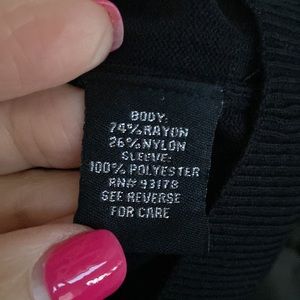 BODY:
74% RAYON
26% NYLON
SLEEVE:
100% POLYESTER
RN# 93178
SEE REVERSE
FOR CARE